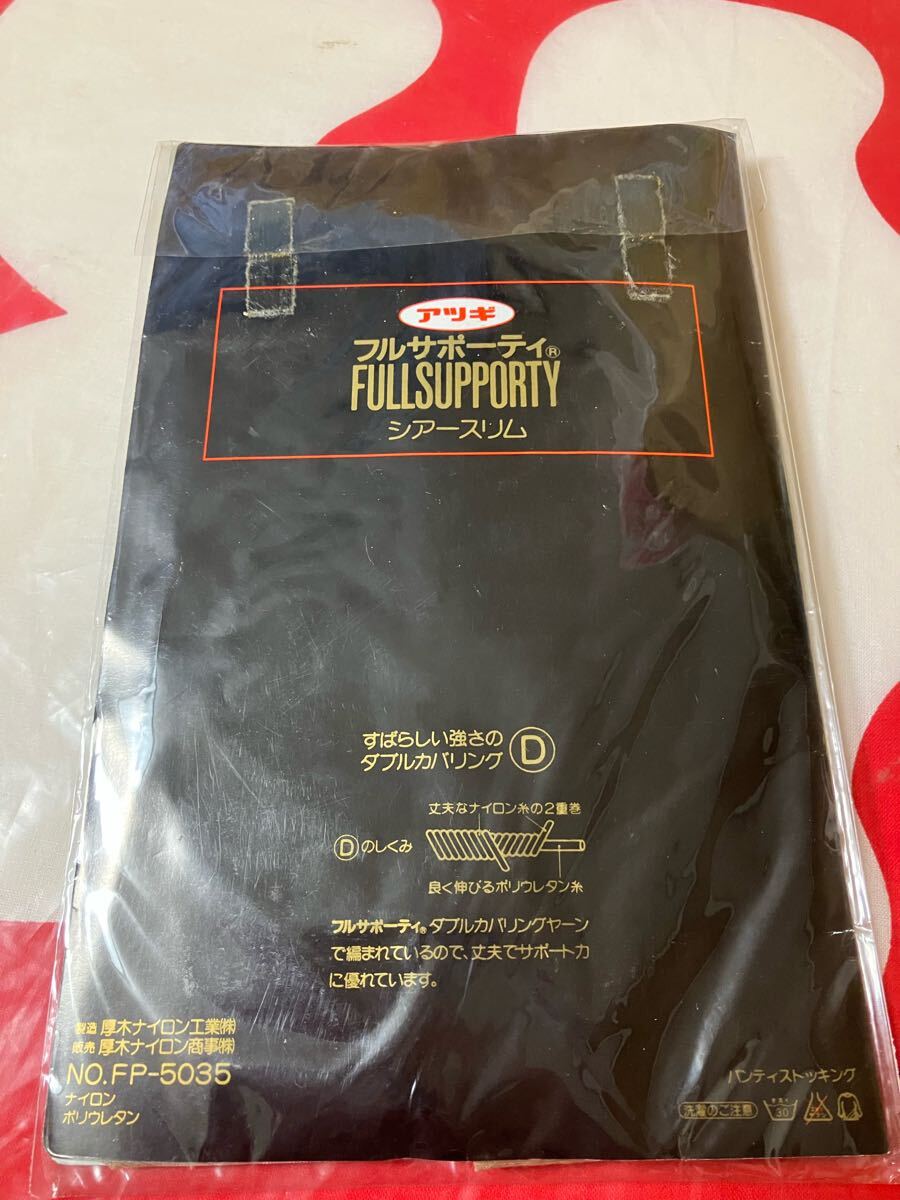 アツギ
フルサポーティ®
FULLSUPPORTY
シアースリム
すばらしい強さの
ダブルカバリング Ⓓ
丈夫なナイロン糸の2重巻
Ⓓのしくみ
良く伸びるポリウレタン糸
フルサポーティ®ダブルカバリングヤーン
で編まれているので、丈夫でサポート力
に優れています。
製造 厚木ナイロン工業㈱
販売 厚木ナイロン商事㈱
NO.FP-5035
ナイロン
ポリウレタン
パンティストッキング
洗濯のご注意 30